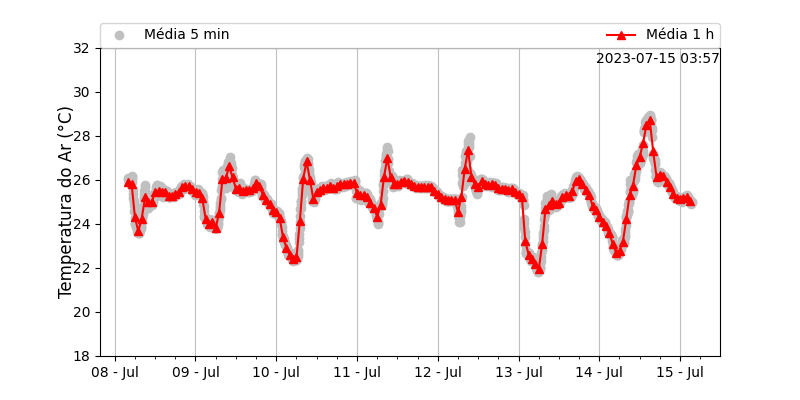 Média 5 min
Média 1 h
2023-07-15 03:57
Temperatura do Ar (°C)
32
30
28
26
24
22
20
18
08 - Jul
09 - Jul
10 - Jul
11 - Jul
12 - Jul
13 - Jul
14 - Jul
15 - Jul